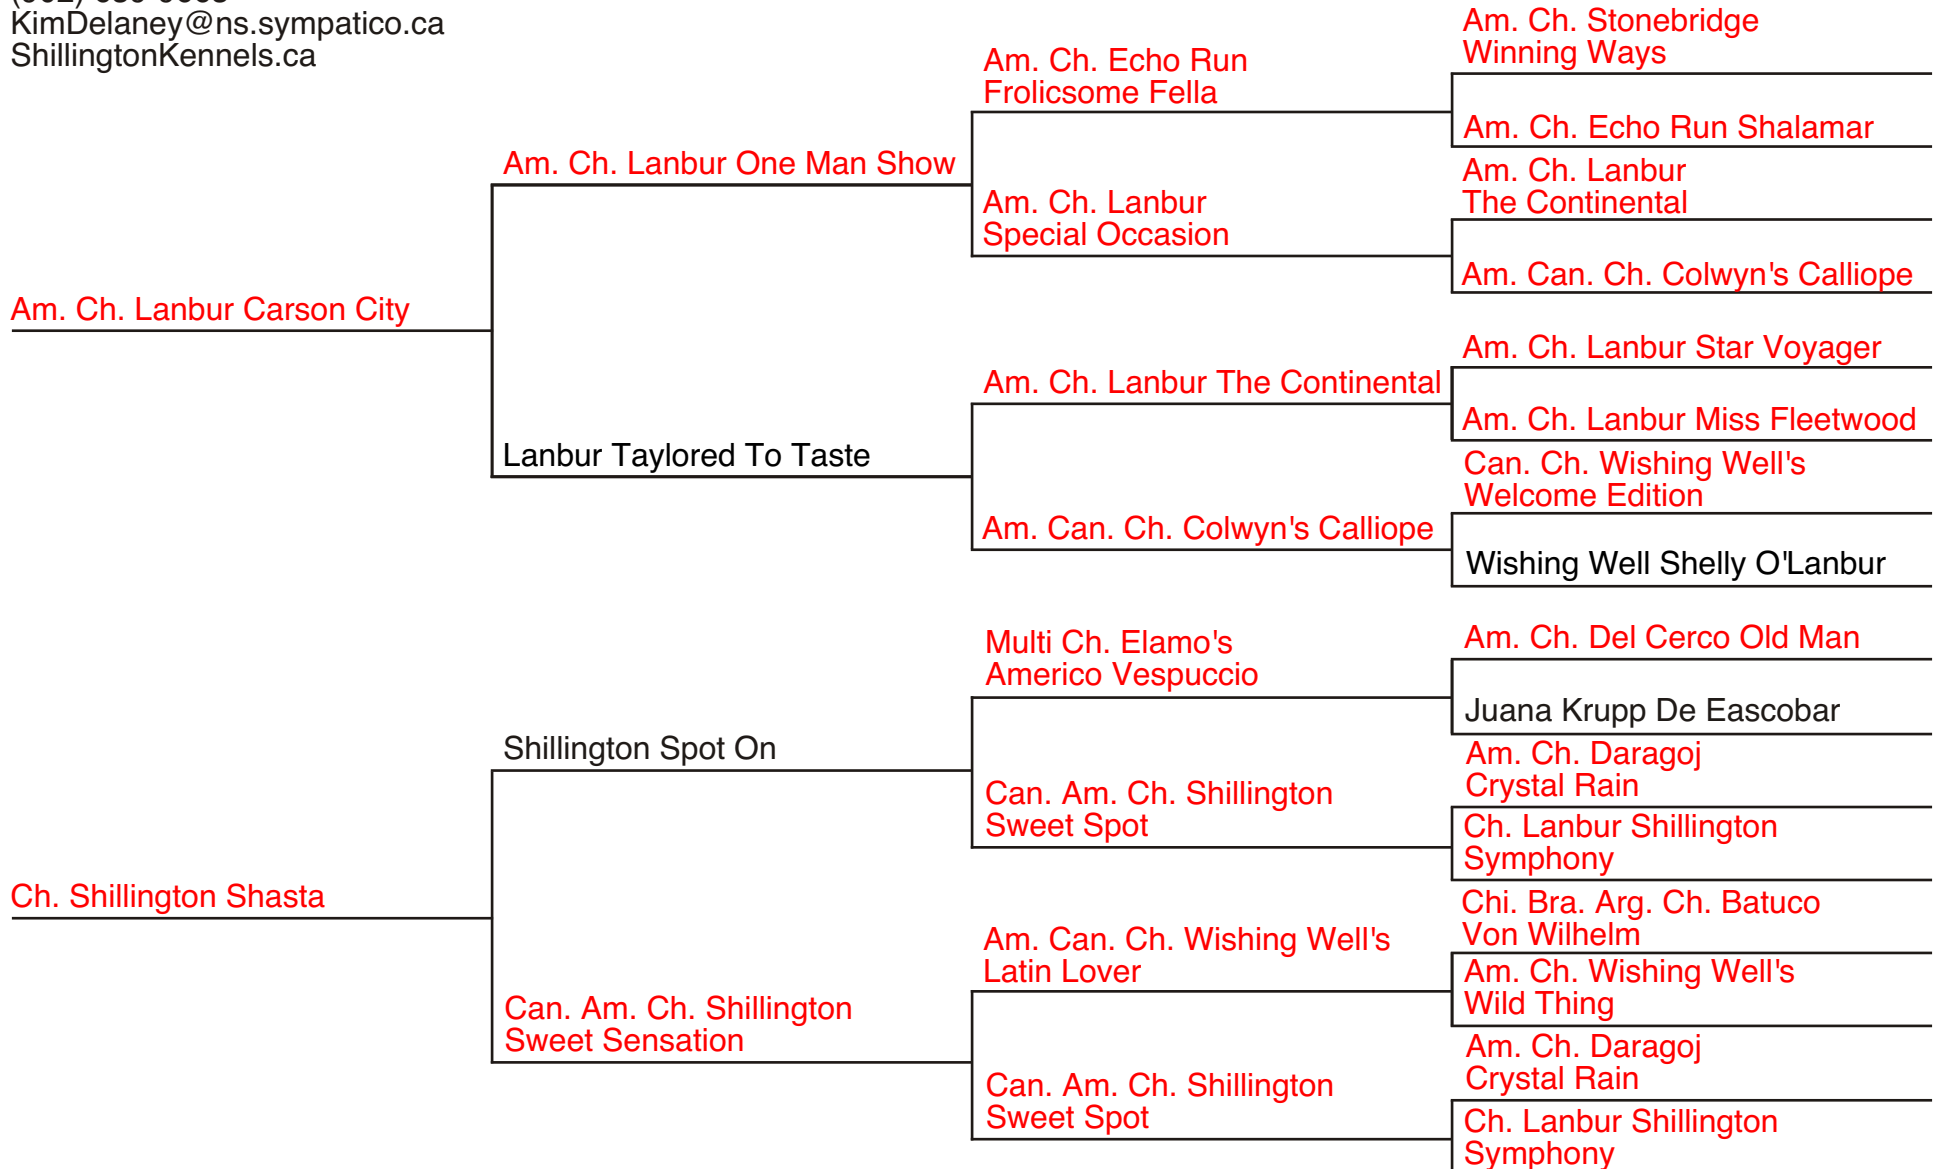 KimDelaney@ns.sympatico.ca
ShillingtonKennels.ca
Am. Ch. Lanbur Carson City
Ch. Shillington Shasta
Am. Ch. Lanbur One Man Show
Lanbur Taylored To Taste
Shillington Spot On
Can. Am. Ch. Shillington
Sweet Sensation
Am. Ch. Echo Run
Frolicsome Fella
Am. Ch. Lanbur
Special Occasion
Am. Ch. Lanbur The Continental
Am. Can. Ch. Colwyn's Calliope
Multi Ch. Elamo's
Americo Vespuccio
Can. Am. Ch. Shillington
Sweet Spot
Am. Can. Ch. Wishing Well's
Latin Lover
Can. Am. Ch. Shillington
Sweet Spot
Am. Ch. Stonebridge
Winning Ways
Am. Ch. Echo Run Shalamar
Am. Ch. Lanbur
The Continental
Am. Can. Ch. Colwyn's Calliope
Am. Ch. Lanbur Star Voyager
Am. Ch. Lanbur Miss Fleetwood
Can. Ch. Wishing Well's
Welcome Edition
Wishing Well Shelly O'Lanbur
Am. Ch. Del Cerco Old Man
Juana Krupp De Eascobar
Am. Ch. Daragoj
Crystal Rain
Ch. Lanbur Shillington
Symphony
Chi. Bra. Arg. Ch. Batuco
Von Wilhelm
Am. Ch. Wishing Well's
Wild Thing
Am. Ch. Daragoj
Crystal Rain
Ch. Lanbur Shillington
Symphony